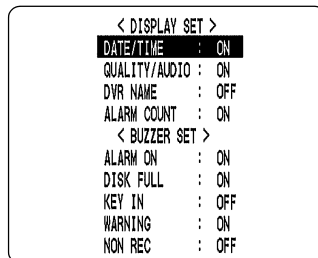 < DISPLAY SET >
DATE/TIME : ON
QUALITY/AUDIO : ON
DVR NAME : OFF
ALARM COUNT : ON
< BUZZER SET >
ALARM ON : ON
DISK FULL : ON
KEY IN : OFF
WARNING : ON
NON REC : OFF